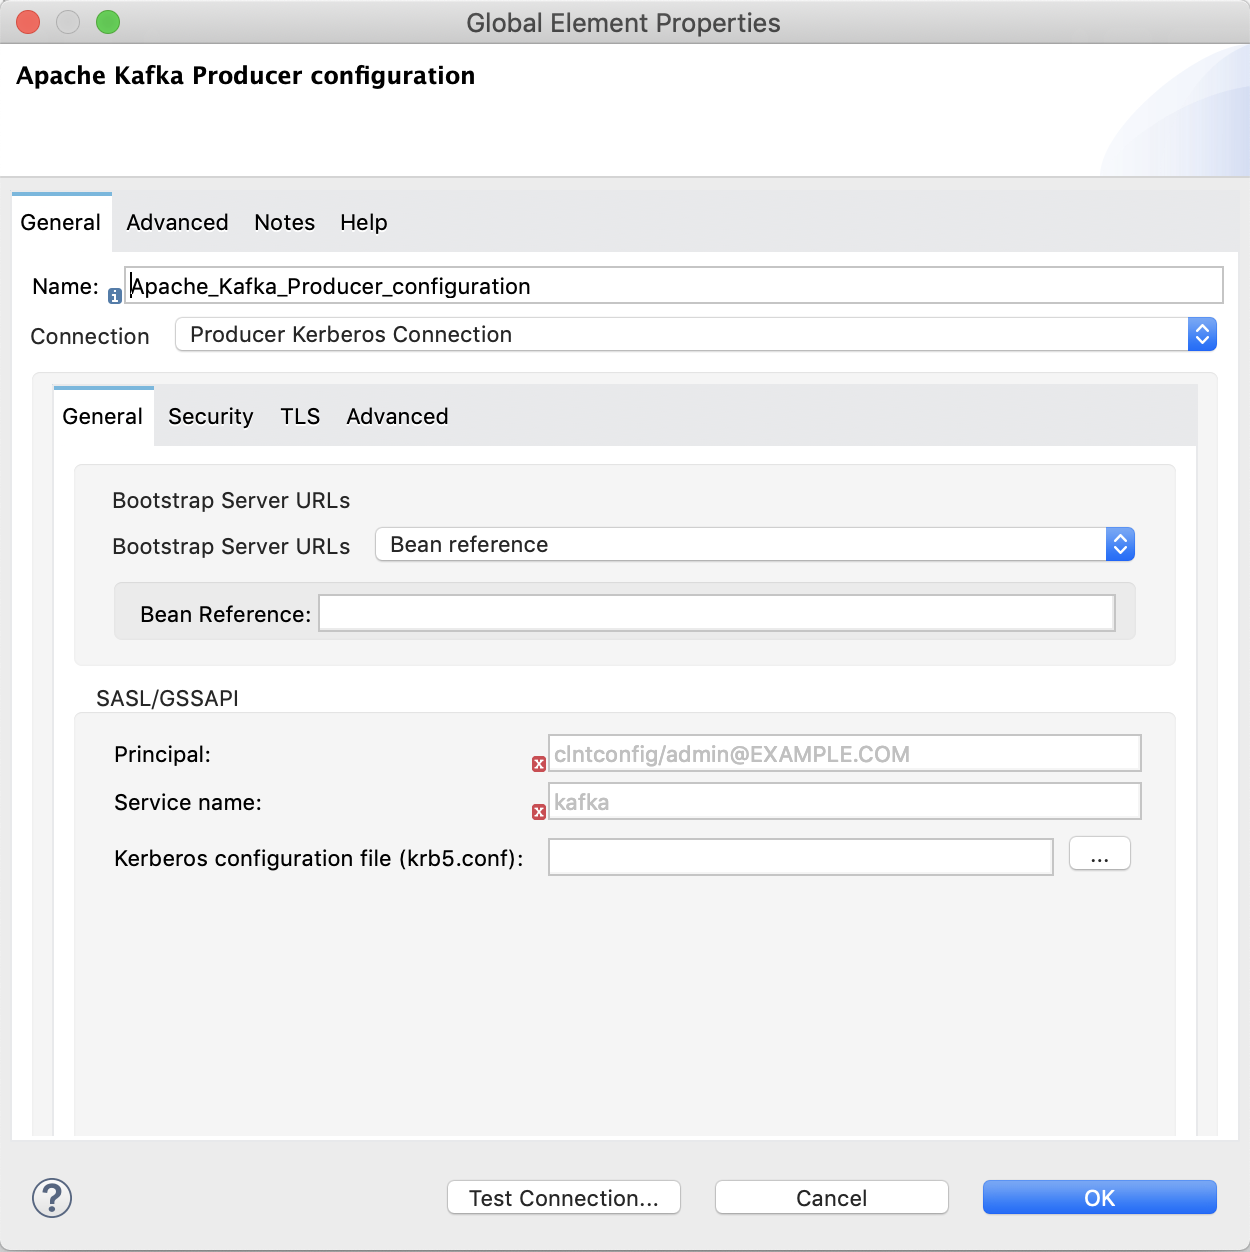 Global Element Properties
Apache Kafka Producer configuration
General Advanced Notes Help
Name: Apache_Kafka_Producer_configuration
Connection Producer Kerberos Connection
General Security TLS Advanced
Bootstrap Server URLs
Bootstrap Server URLs Bean reference
Bean Reference:
SASL/GSSAPI
Principal: clntconfig/admin@EXAMPLE.COM
Service name: kafka
Kerberos configuration file (krb5.conf): ...
? Test Connection... Cancel OK